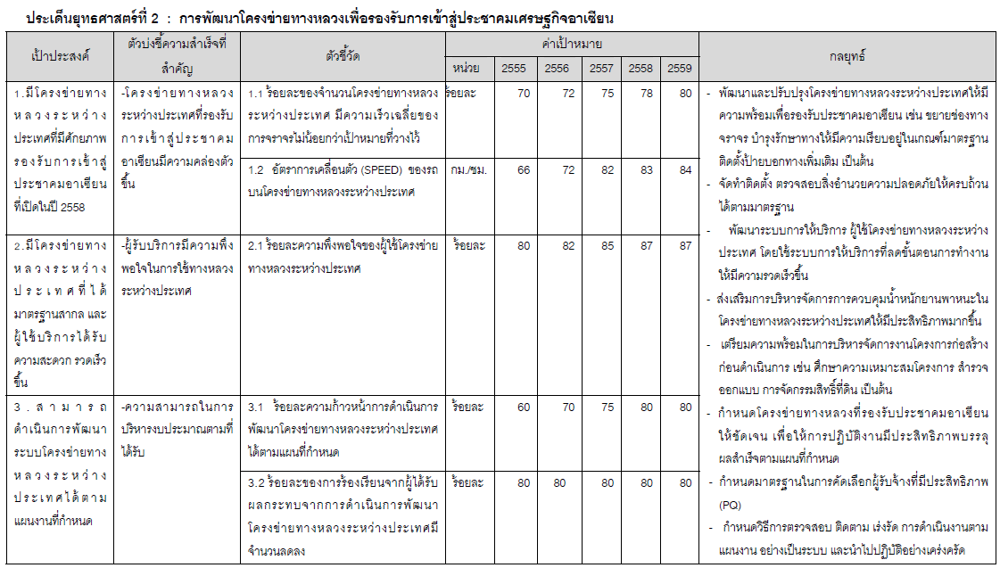 ประเด็นยุทธศาสตร์ที่ 2 : การพัฒนาโครงข่ายทางหลวงเพื่อรองรับการเข้าสู่ประชาคมเศรษฐกิจอาเซียน
เป้าประสงค์
ตัวบ่งชี้ความสำเร็จที่
สำคัญ
ตัวชี้วัด
ค่าเป้าหมาย
หน่วย 2555 2556 2557 2558 2559
กลยุทธ์
1.มีโครงข่ายทาง
หลวงระหว่าง
ประเทศที่มีศักยภาพ
รองรับการเข้าสู่
ประชาคมอาเซียน
ที่เปิดในปี 2558
-โครงข่ายทางหลวง
ระหว่างประเทศที่รองรับ
การเข้าสู่ประชาคม
อาเซียนมีความคล่องตัว
ขึ้น
1.1 ร้อยละของจำนวนโครงข่ายทางหลวง
ระหว่างประเทศ มีความเร็วเฉลี่ยของ
การจราจรไม่น้อยกว่าเป้าหมายที่วางไว้
ร้อยละ 70 72 75 78 80
1.2 อัตราการเคลื่อนตัว (SPEED) ของรถ
บนโครงข่ายทางหลวงระหว่างประเทศ
กม./ชม. 66 72 82 83 84
2.มีโครงข่ายทาง
หลวงระหว่าง
ประเทศที่ได้
มาตรฐานสากล และ
ผู้ใช้บริการได้รับ
ความสะดวก รวดเร็ว
ขึ้น
-ผู้รับบริการมีความพึง
พอใจในการใช้ทางหลวง
ระหว่างประเทศ
2.1 ร้อยละความพึงพอใจของผู้ใช้โครงข่าย
ทางหลวงระหว่างประเทศ
ร้อยละ 80 82 85 87 87
3.สามารถ
ดำเนินการพัฒนา
ระบบโครงข่ายทาง
หลวงระหว่าง
ประเทศได้ตาม
แผนงานที่กำหนด
-ความสามารถในการ
บริหารงบประมาณตามที่
ได้รับ
3.1 ร้อยละความก้าวหน้าการดำเนินการ
พัฒนาโครงข่ายทางหลวงระหว่างประเทศ
ได้ตามแผนที่กำหนด
ร้อยละ 60 70 75 80 80
3.2 ร้อยละของการร้องเรียนจากผู้ได้รับ
ผลกระทบจากการดำเนินการพัฒนา
โครงข่ายทางหลวงระหว่างประเทศมี
จำนวนลดลง
ร้อยละ 80 80 80 80 80
- พัฒนาและปรับปรุงโครงข่ายทางหลวงระหว่างประเทศให้มี
ความพร้อมเพื่อรองรับประชาคมอาเซียน เช่น ขยายช่องทาง
จราจร บำรุงรักษาทางให้มีความเรียบอยู่ในเกณฑ์มาตรฐาน
ติดตั้งป้ายบอกทางเพิ่มเติม เป็นต้น
- จัดทำติดตั้ง ตรวจสอบสิ่งอำนวยความปลอดภัยให้ครบถ้วน
ได้ตามมาตรฐาน
- พัฒนาระบบการให้บริการ ผู้ใช้โครงข่ายทางหลวงระหว่าง
ประเทศ โดยใช้ระบบการให้บริการที่ลดขั้นตอนการทำงาน
ให้มีความรวดเร็วขึ้น
- ส่งเสริมการบริหารจัดการการควบคุมน้ำหนักยานพาหนะใน
โครงข่ายทางหลวงระหว่างประเทศให้มีประสิทธิภาพมากขึ้น
- เตรียมความพร้อมในการบริหารจัดการงานโครงการก่อสร้าง
ก่อนดำเนินการ เช่น ศึกษาความเหมาะสมโครงการ สำรวจ
ออกแบบ การจัดกรรมสิทธิ์ที่ดิน เป็นต้น
- กำหนดโครงข่ายทางหลวงที่รองรับประชาคมอาเซียน
ให้ชัดเจน เพื่อให้การปฏิบัติงานมีประสิทธิภาพบรรลุ
ผลสำเร็จตามแผนที่กำหนด
- กำหนดมาตรฐานในการคัดเลือกผู้รับจ้างที่มีประสิทธิภาพ
(PQ)
- กำหนดวิธีการตรวจสอบ ติดตาม เร่งรัด การดำเนินงานตาม
แผนงาน อย่างเป็นระบบ และนำไปปฏิบัติอย่างเคร่งครัด